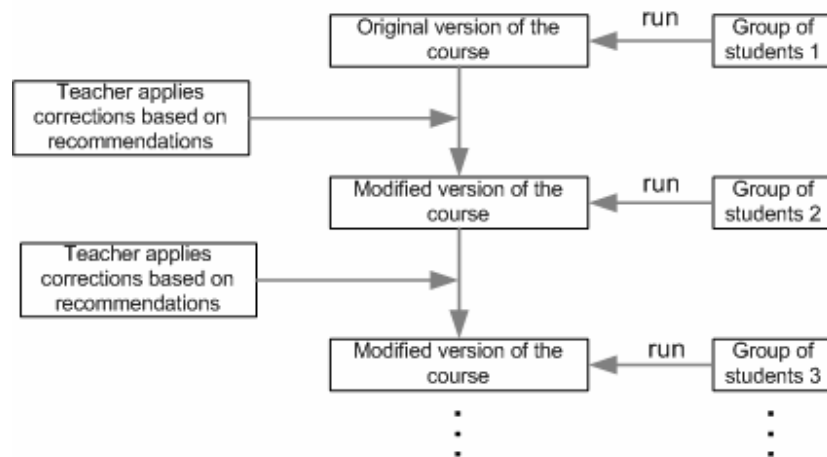 Original version of the
course
run
Group of
students 1
Teacher applies
corrections based on
recommendations
Modified version of the
course
run
Group of
students 2
Teacher applies
corrections based on
recommendations
Modified version of the
course
run
Group of
students 3